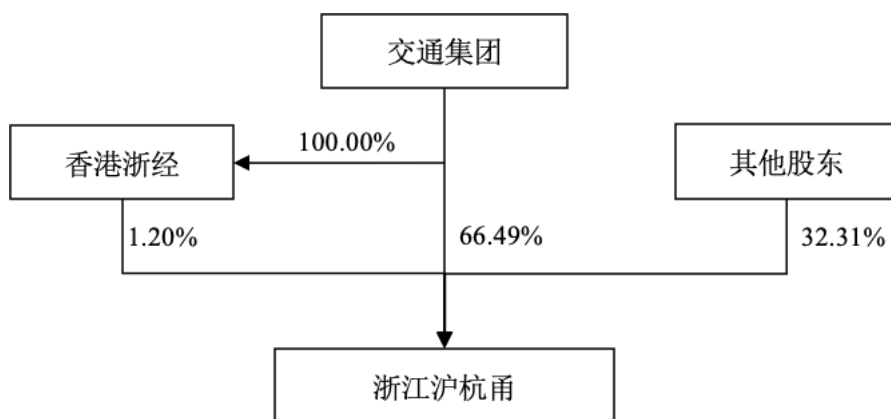 交通集团
100.00%
香港浙经
其他股东
1.20%
66.49%
32.31%
浙江沪杭甬